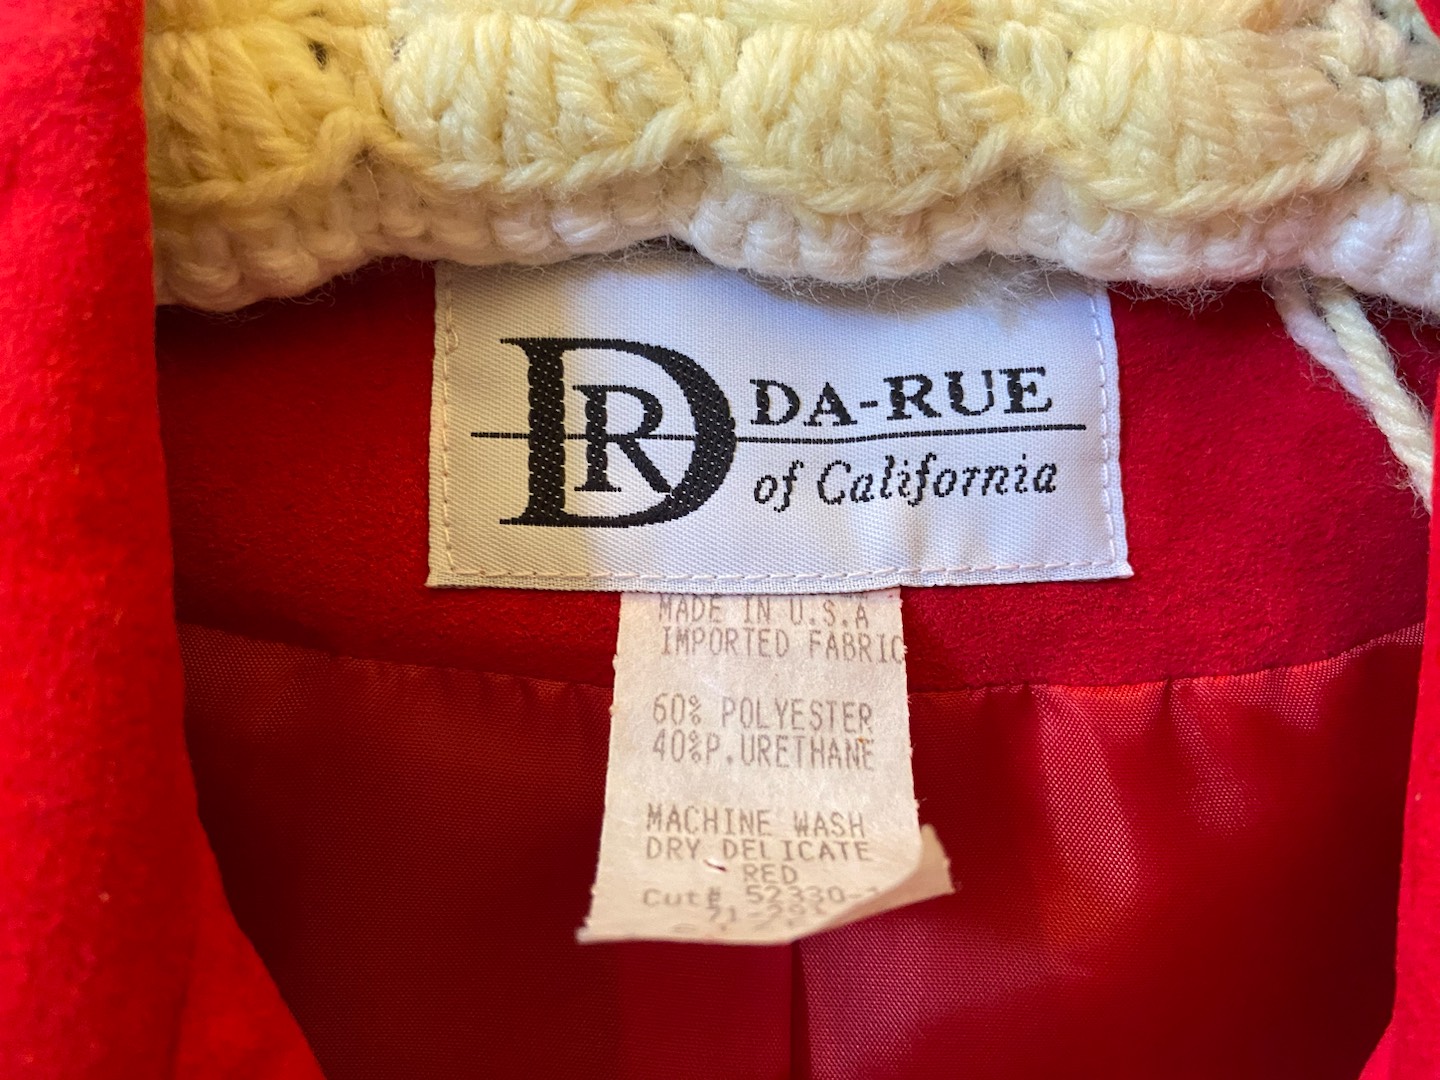 DR DA-RUE
of California
MADE IN U.S.A
IMPORTED FABRIC
60% POLYESTER
40%P.URETHANE
MACHINE WASH
DRY DELICATE
RED
Cut# 52330-